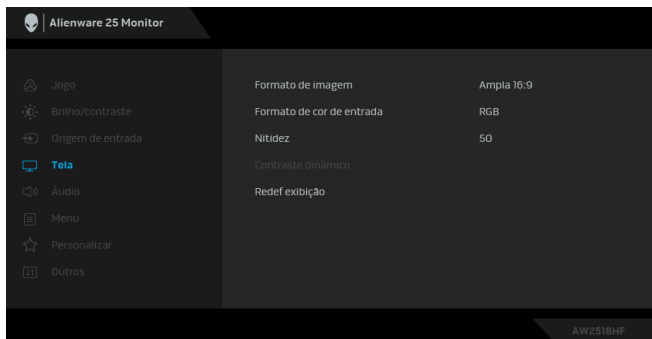 Alienware 25 Monitor
Jogo
Formato de imagem Ampla 16:9
Brilho/contraste
Formato de cor de entrada RGB
Origem de entrada
Nitidez 50
Tela
Contraste dinâmico
Áudio
Redef exibição
Menu
Personalizar
Outros
AW2518HF